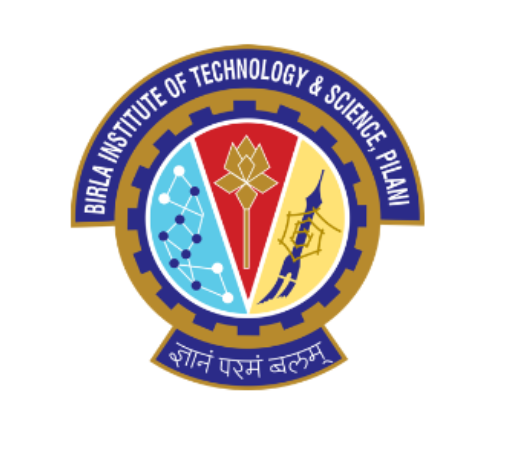 BIRLA INSTITUTE OF TECHNOLOGY & SCIENCE, PILANI
ज्ञानं परमं बलम्